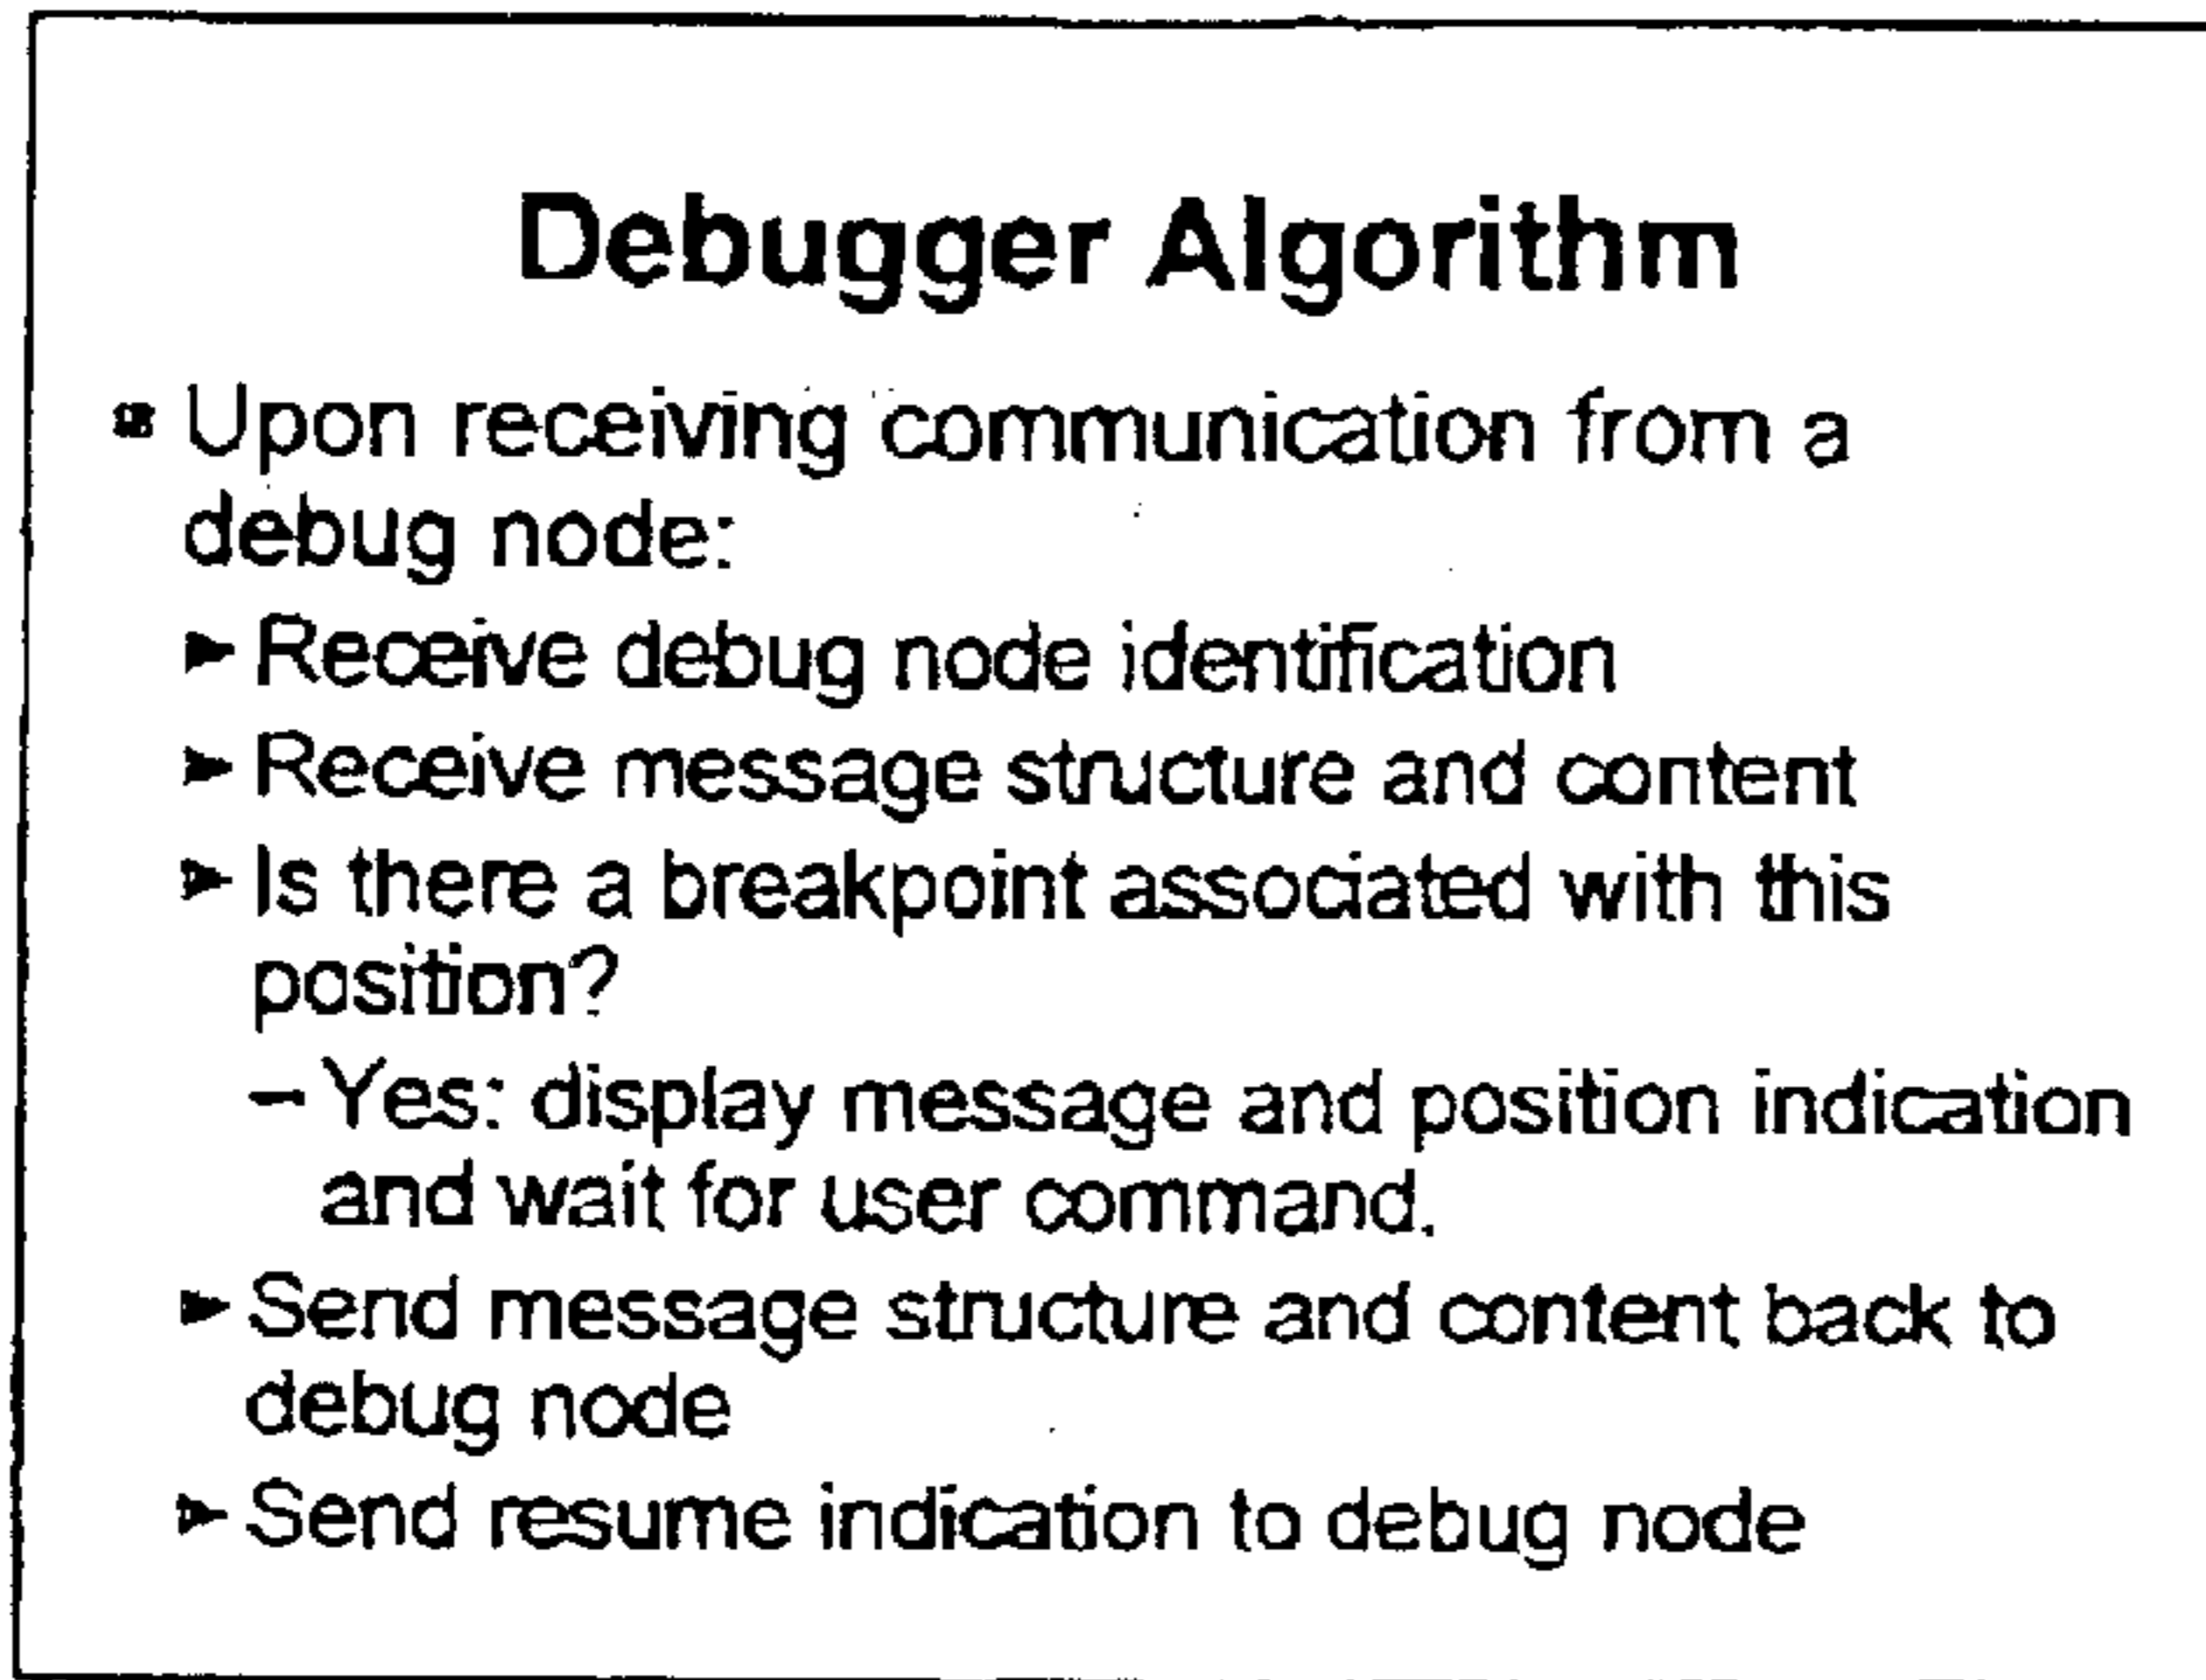 Debugger Algorithm
Upon receiving communication from a
debug node:
Receive debug node identification
Receive message structure and content
Is there a breakpoint associated with this
position?
– Yes: display message and position indication
and wait for user command.
Send message structure and content back to
debug node
Send resume indication to debug node